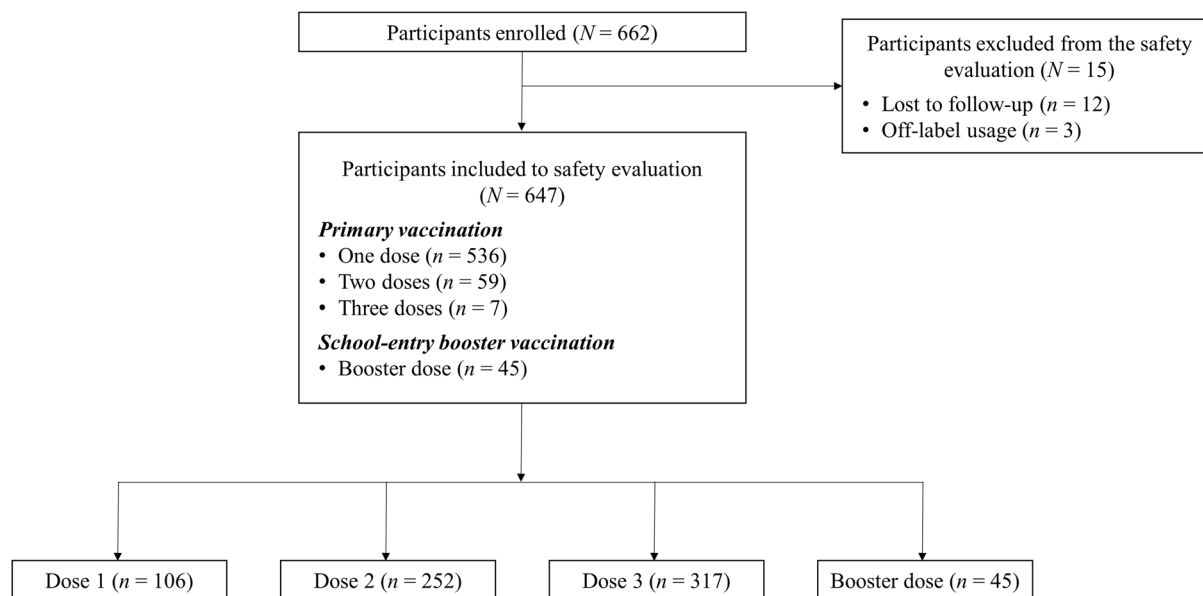 Participants enrolled (N = 662)
Participants excluded from the safety
evaluation (N = 15)
• Lost to follow-up (n = 12)
• Off-label usage (n = 3)
Participants included to safety evaluation
(N = 647)
Primary vaccination
• One dose (n = 536)
• Two doses (n = 59)
• Three doses (n = 7)
School-entry booster vaccination
• Booster dose (n = 45)
Dose 1 (n = 106)
Dose 2 (n = 252)
Dose 3 (n = 317)
Booster dose (n = 45)